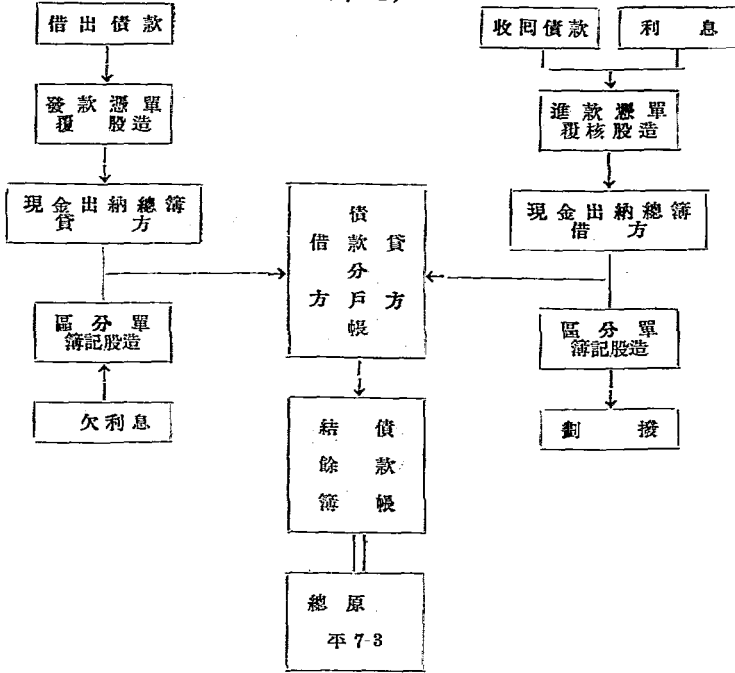 借出債款
發款憑單
覆　股造
現金出納總簿
貸　方
區分單
簿記股造
欠利息
收回債款
利　息
進款憑單
覆核股造
現金出納總簿
借　方
區分單
簿記股造
劃　撥
債款分戶帳
借方
貸方
債款帳
結餘簿
總原
平 7-3